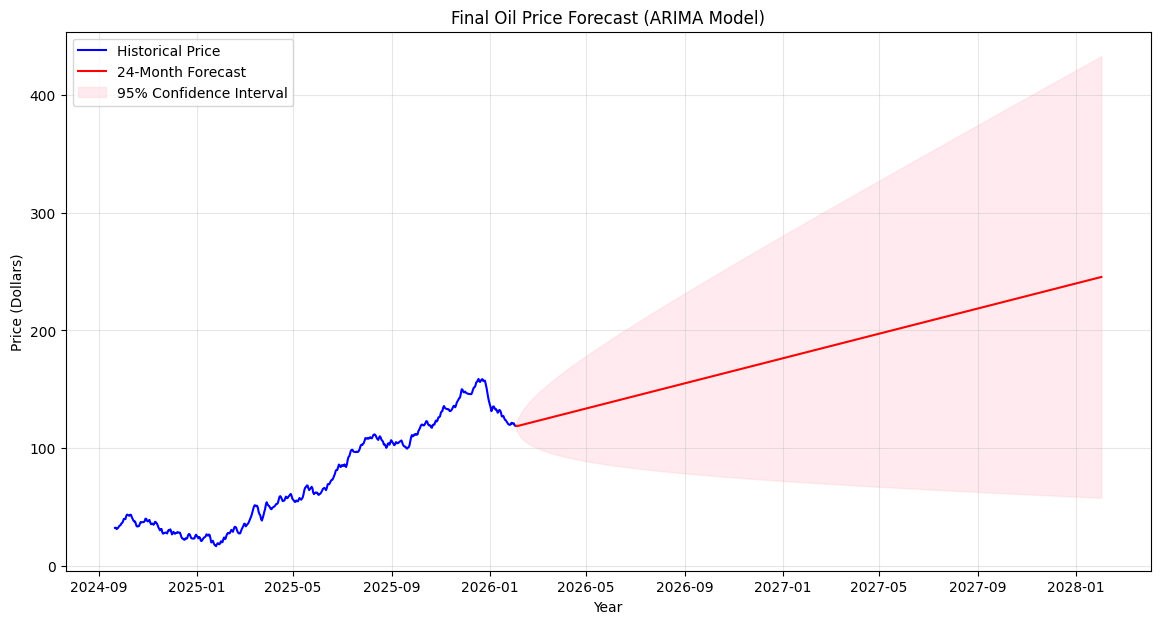 Final Oil Price Forecast (ARIMA Model)
Historical Price
24-Month Forecast
95% Confidence Interval
Price (Dollars)
400
300
200
100
0
2024-09 2025-01 2025-05 2025-09 2026-01 2026-05 2026-09 2027-01 2027-05 2027-09 2028-01
Year